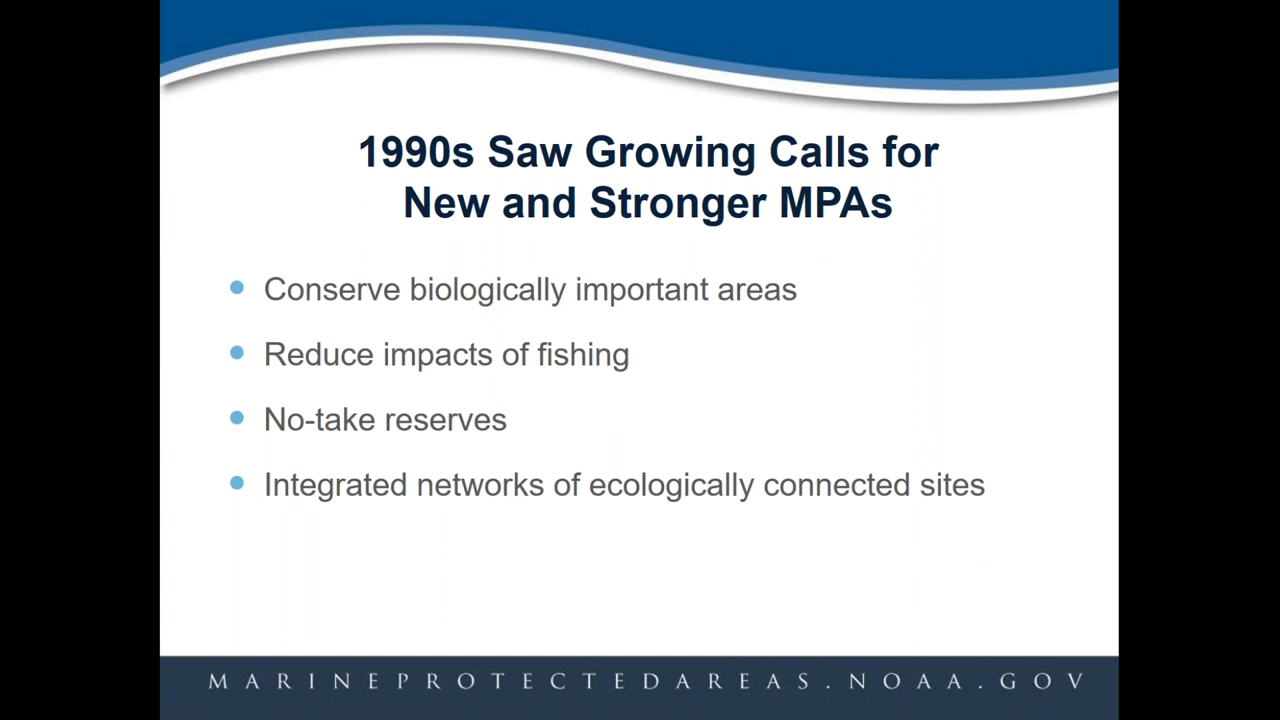 1990s Saw Growing Calls for
New and Stronger MPAs
Conserve biologically important areas
Reduce impacts of fishing
No-take reserves
Integrated networks of ecologically connected sites
MARINEPROTECTEDAREAS.NOAA.GOV